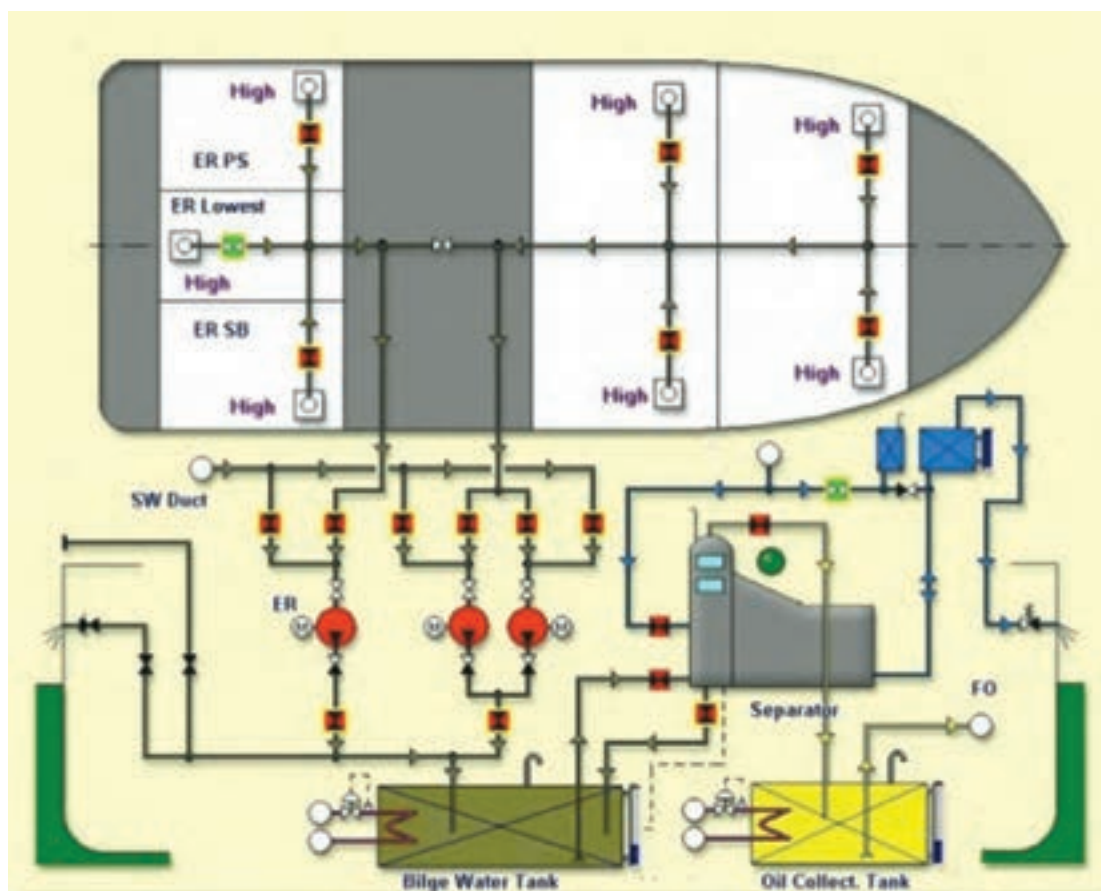 High
High
High
ER PS
ER Lowest
High
ER SB
High
High
High
SW Duct
ER
Separator
FO
Bilge Water Tank
Oil Collect. Tank